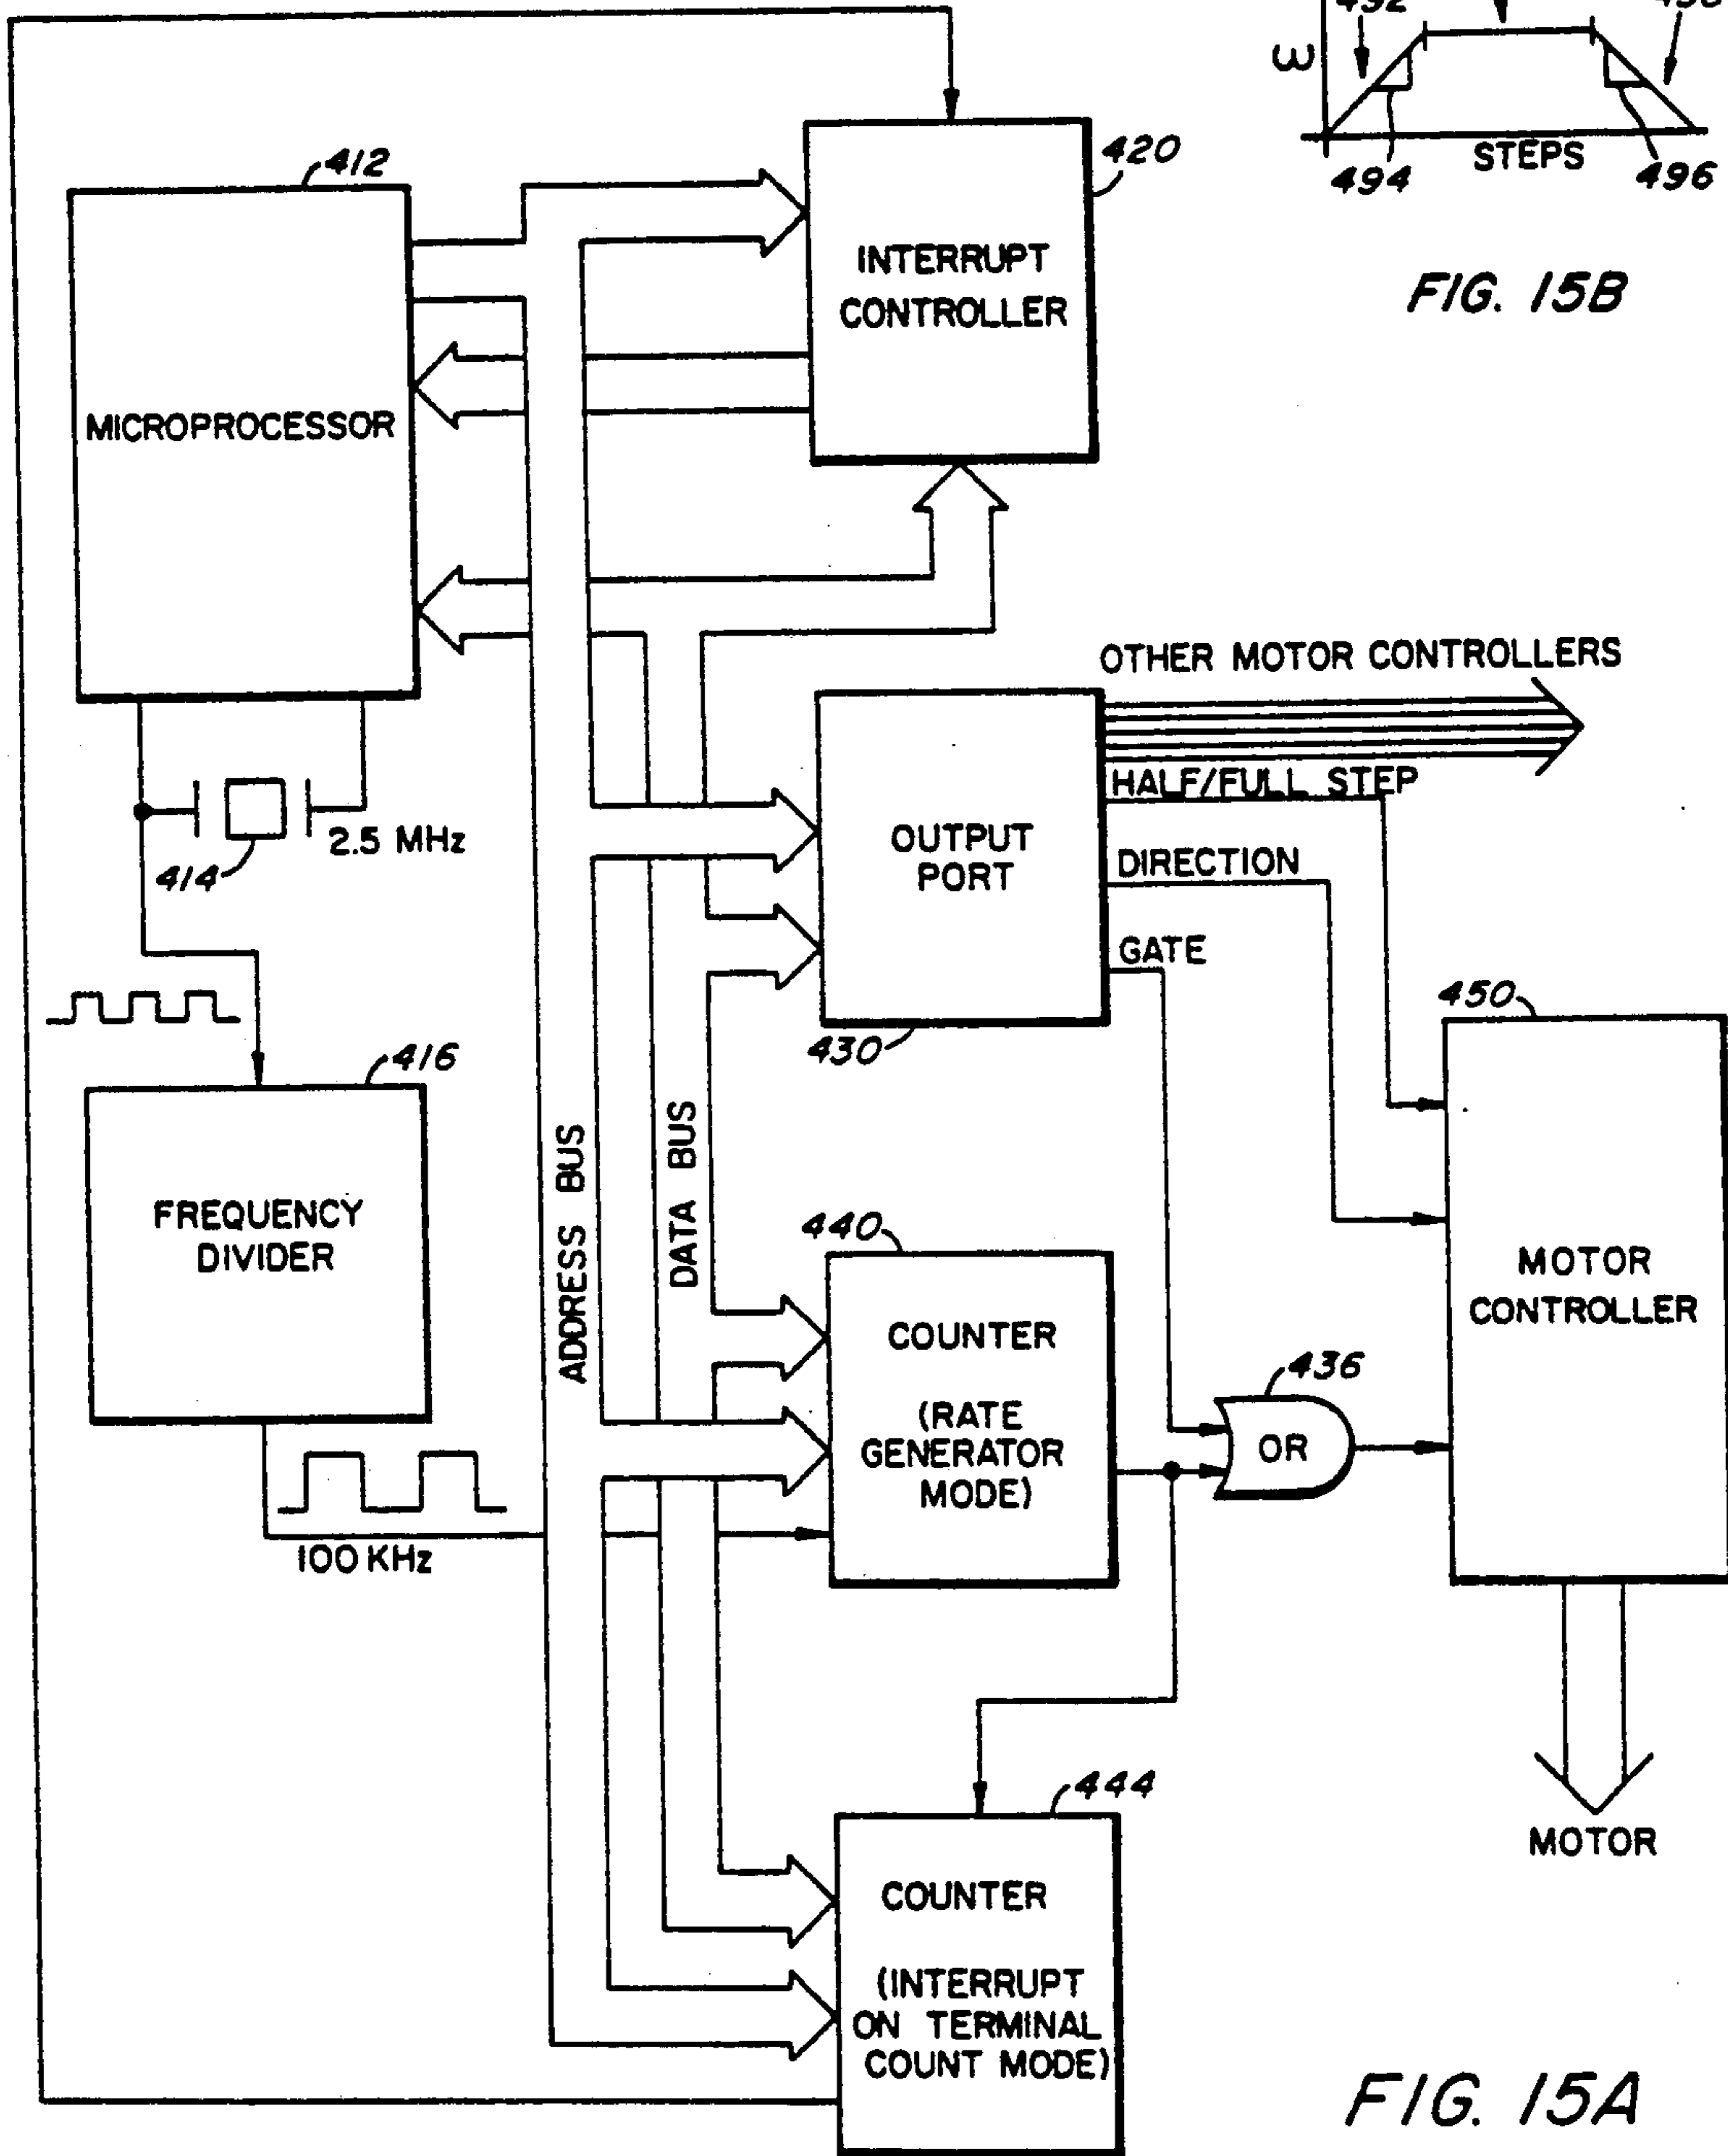 492
ω
STEPS
494
496
FIG. 15B
412
420
INTERRUPT
CONTROLLER
MICROPROCESSOR
OTHER MOTOR CONTROLLERS
HALF/FULL STEP
OUTPUT
PORT
DIRECTION
GATE
2.5 MHz
414
430
450
416
FREQUENCY
DIVIDER
ADDRESS BUS
DATA BUS
440
COUNTER
(RATE
GENERATOR
MODE)
436
OR
MOTOR
CONTROLLER
100 KHz
444
COUNTER
(INTERRUPT
ON TERMINAL
COUNT MODE)
MOTOR
FIG. 15A